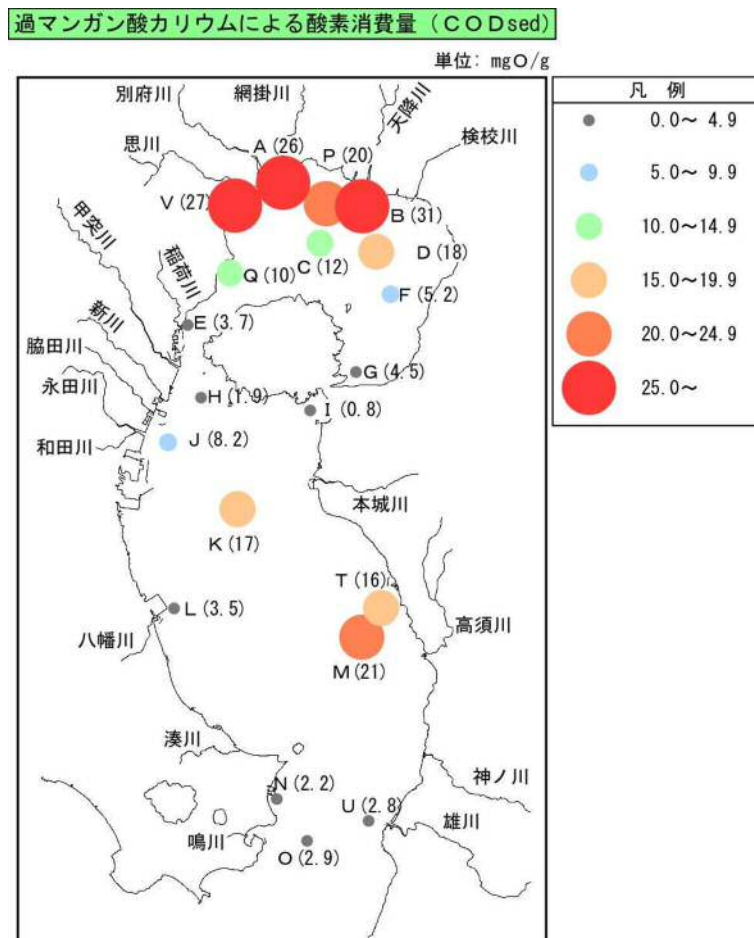 過マンガン酸カリウムによる酸素消費量（ＣＯＤsed）
単位: mgO/g
凡 例
0.0～ 4.9
5.0～ 9.9
10.0～14.9
15.0～19.9
20.0～24.9
25.0～
別府川
網掛川
天降川
検校川
思川
A(26)
P(20)
V(27)
B(31)
甲突川
稲荷川
C(12)
D(18)
Q(10)
F(5.2)
新川
E(3.7)
脇田川
G(4.5)
永田川
H(1.9)
I(0.8)
和田川
J(8.2)
本城川
K(17)
T(16)
L(3.5)
高須川
八幡川
M(21)
湊川
神ノ川
N(2.2)
U(2.8)
雄川
鳴川
O(2.9)